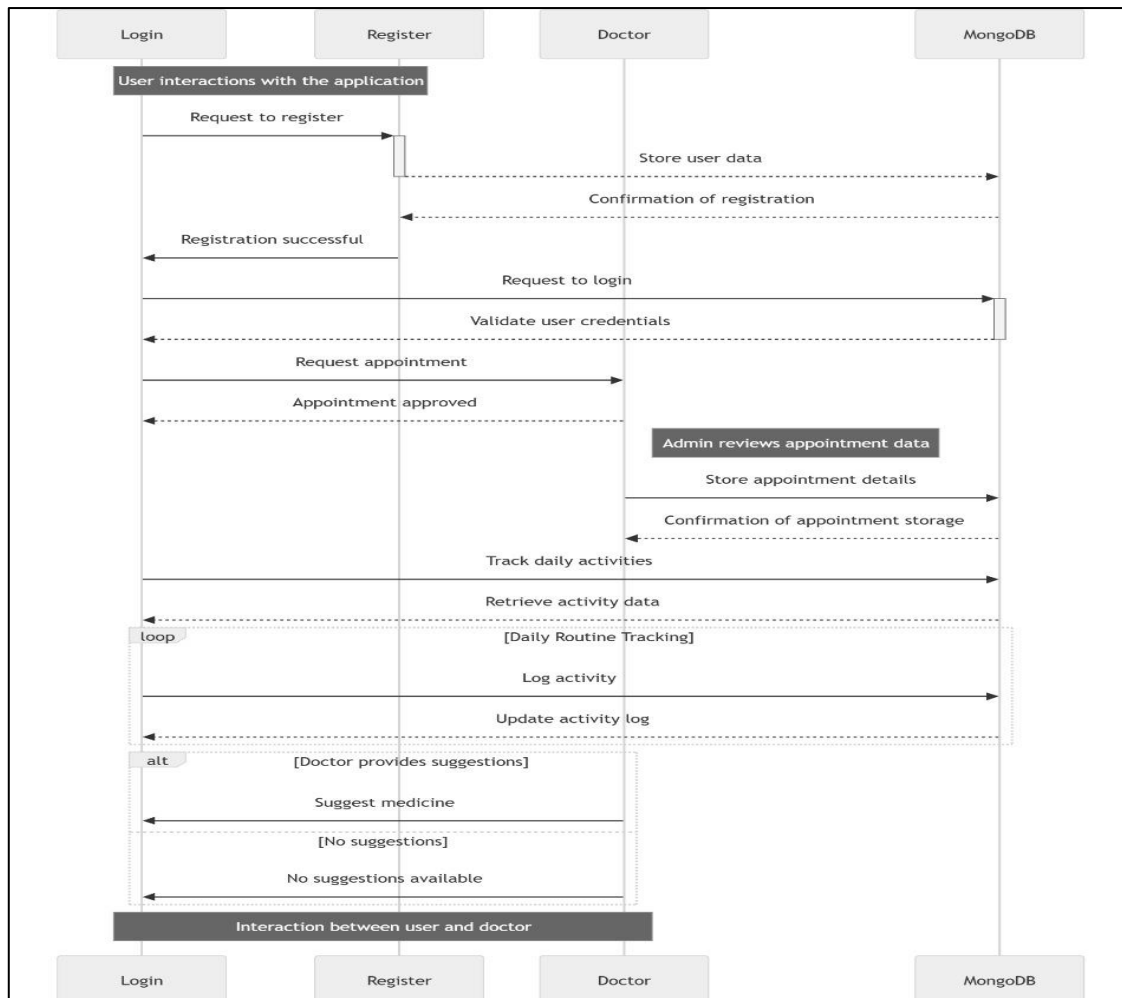 Login Register Doctor MongoDB
User interactions with the application
Request to register
Store user data
Confirmation of registration
Registration successful
Request to login
Validate user credentials
Request appointment
Appointment approved
Admin reviews appointment data
Store appointment details
Confirmation of appointment storage
Track daily activities
Retrieve activity data
loop [Daily Routine Tracking]
Log activity
Update activity log
alt [Doctor provides suggestions]
Suggest medicine
[No suggestions]
No suggestions available
Interaction between user and doctor
Login Register Doctor MongoDB